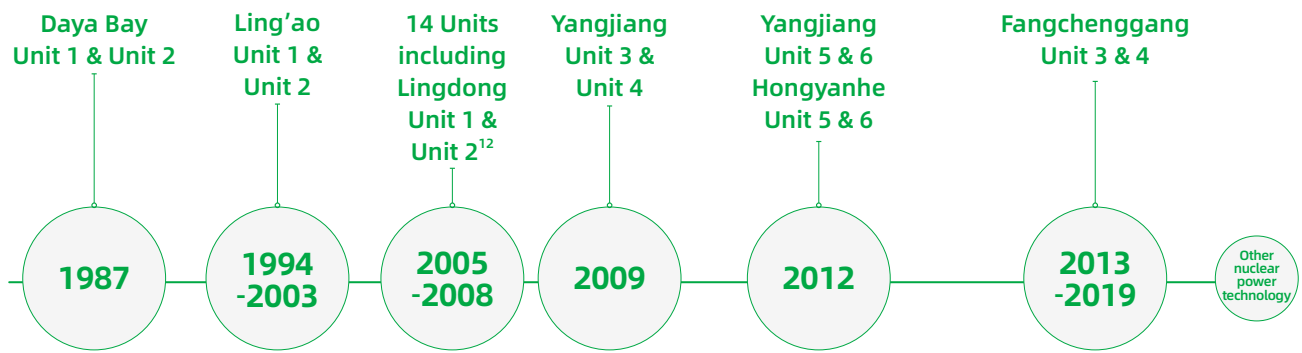 Daya Bay
Unit 1 & Unit 2
Ling’ao
Unit 1 &
Unit 2
14 Units
including
Lingdong
Unit 1 &
Unit 2¹²
Yangjiang
Unit 3 &
Unit 4
Yangjiang
Unit 5 & 6
Hongyanhe
Unit 5 & 6
Fangchenggang
Unit 3 & 4
1987
1994
-2003
2005
-2008
2009
2012
2013
-2019
Other
nuclear
power
technology